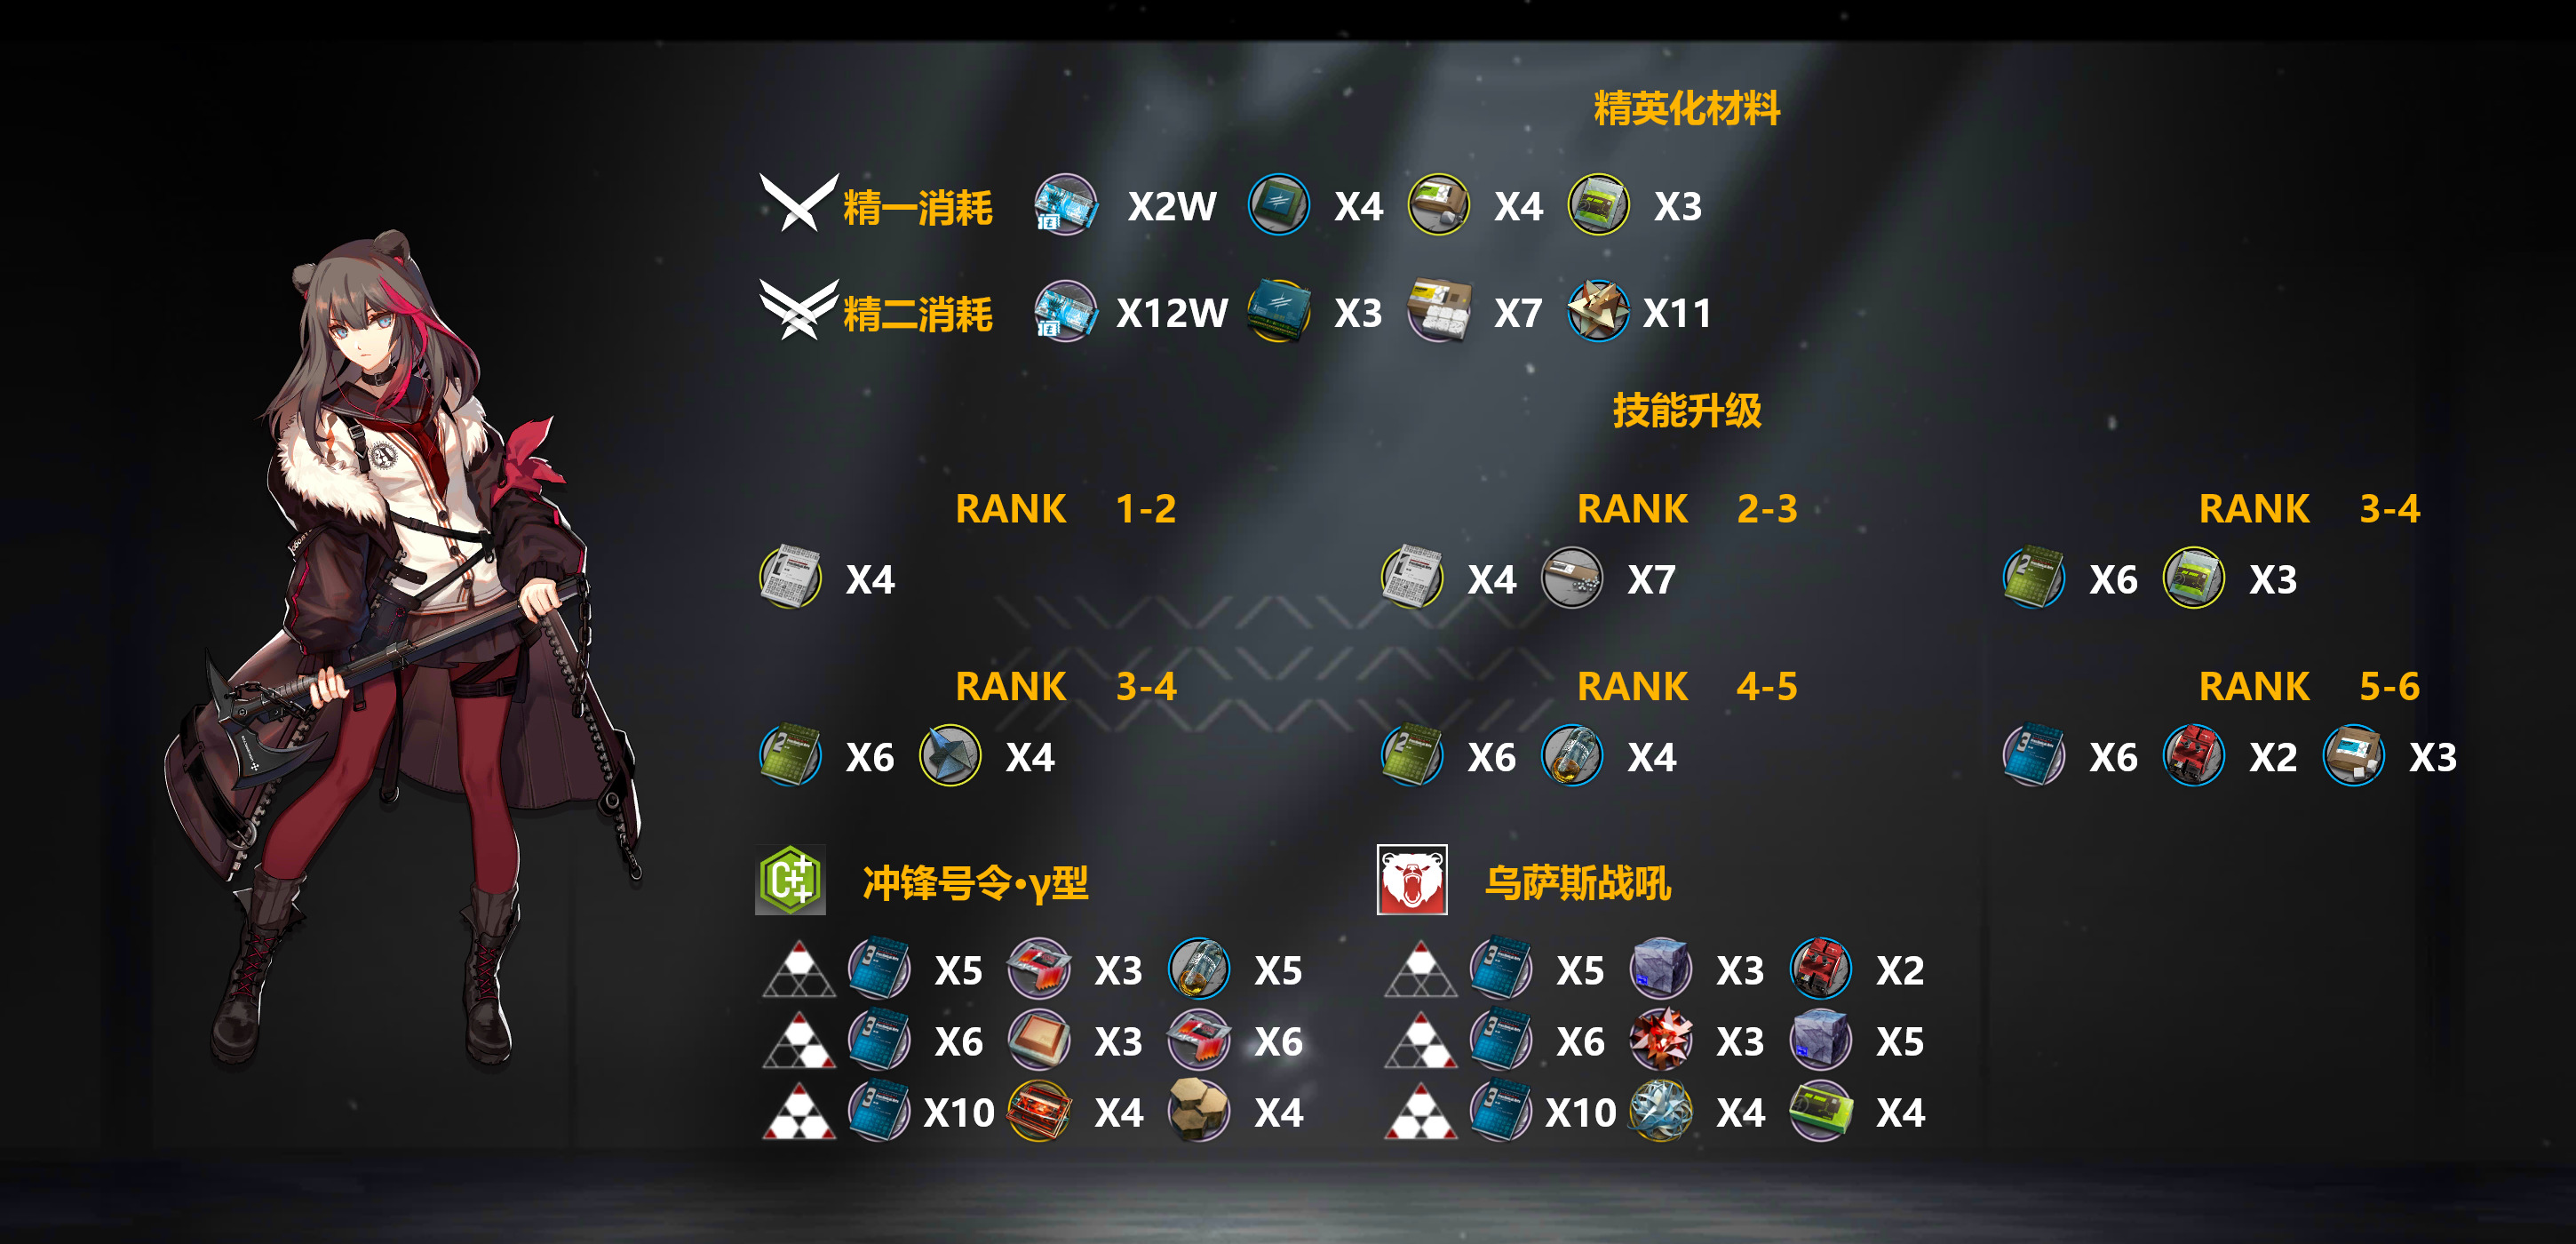 精英化材料
精一消耗 X2W X4 X4 X3
精二消耗 X12W X3 X7 X11
技能升级
RANK 1-2 RANK 2-3 RANK 3-4
X4 X4 X7 X6 X3
RANK 3-4 RANK 4-5 RANK 5-6
X6 X4 X6 X4 X6 X2 X3
冲锋号令·γ型 乌萨斯战吼
X5 X3 X5 X5 X3 X2
X6 X3 X6 X6 X3 X5
X10 X4 X4 X10 X4 X4